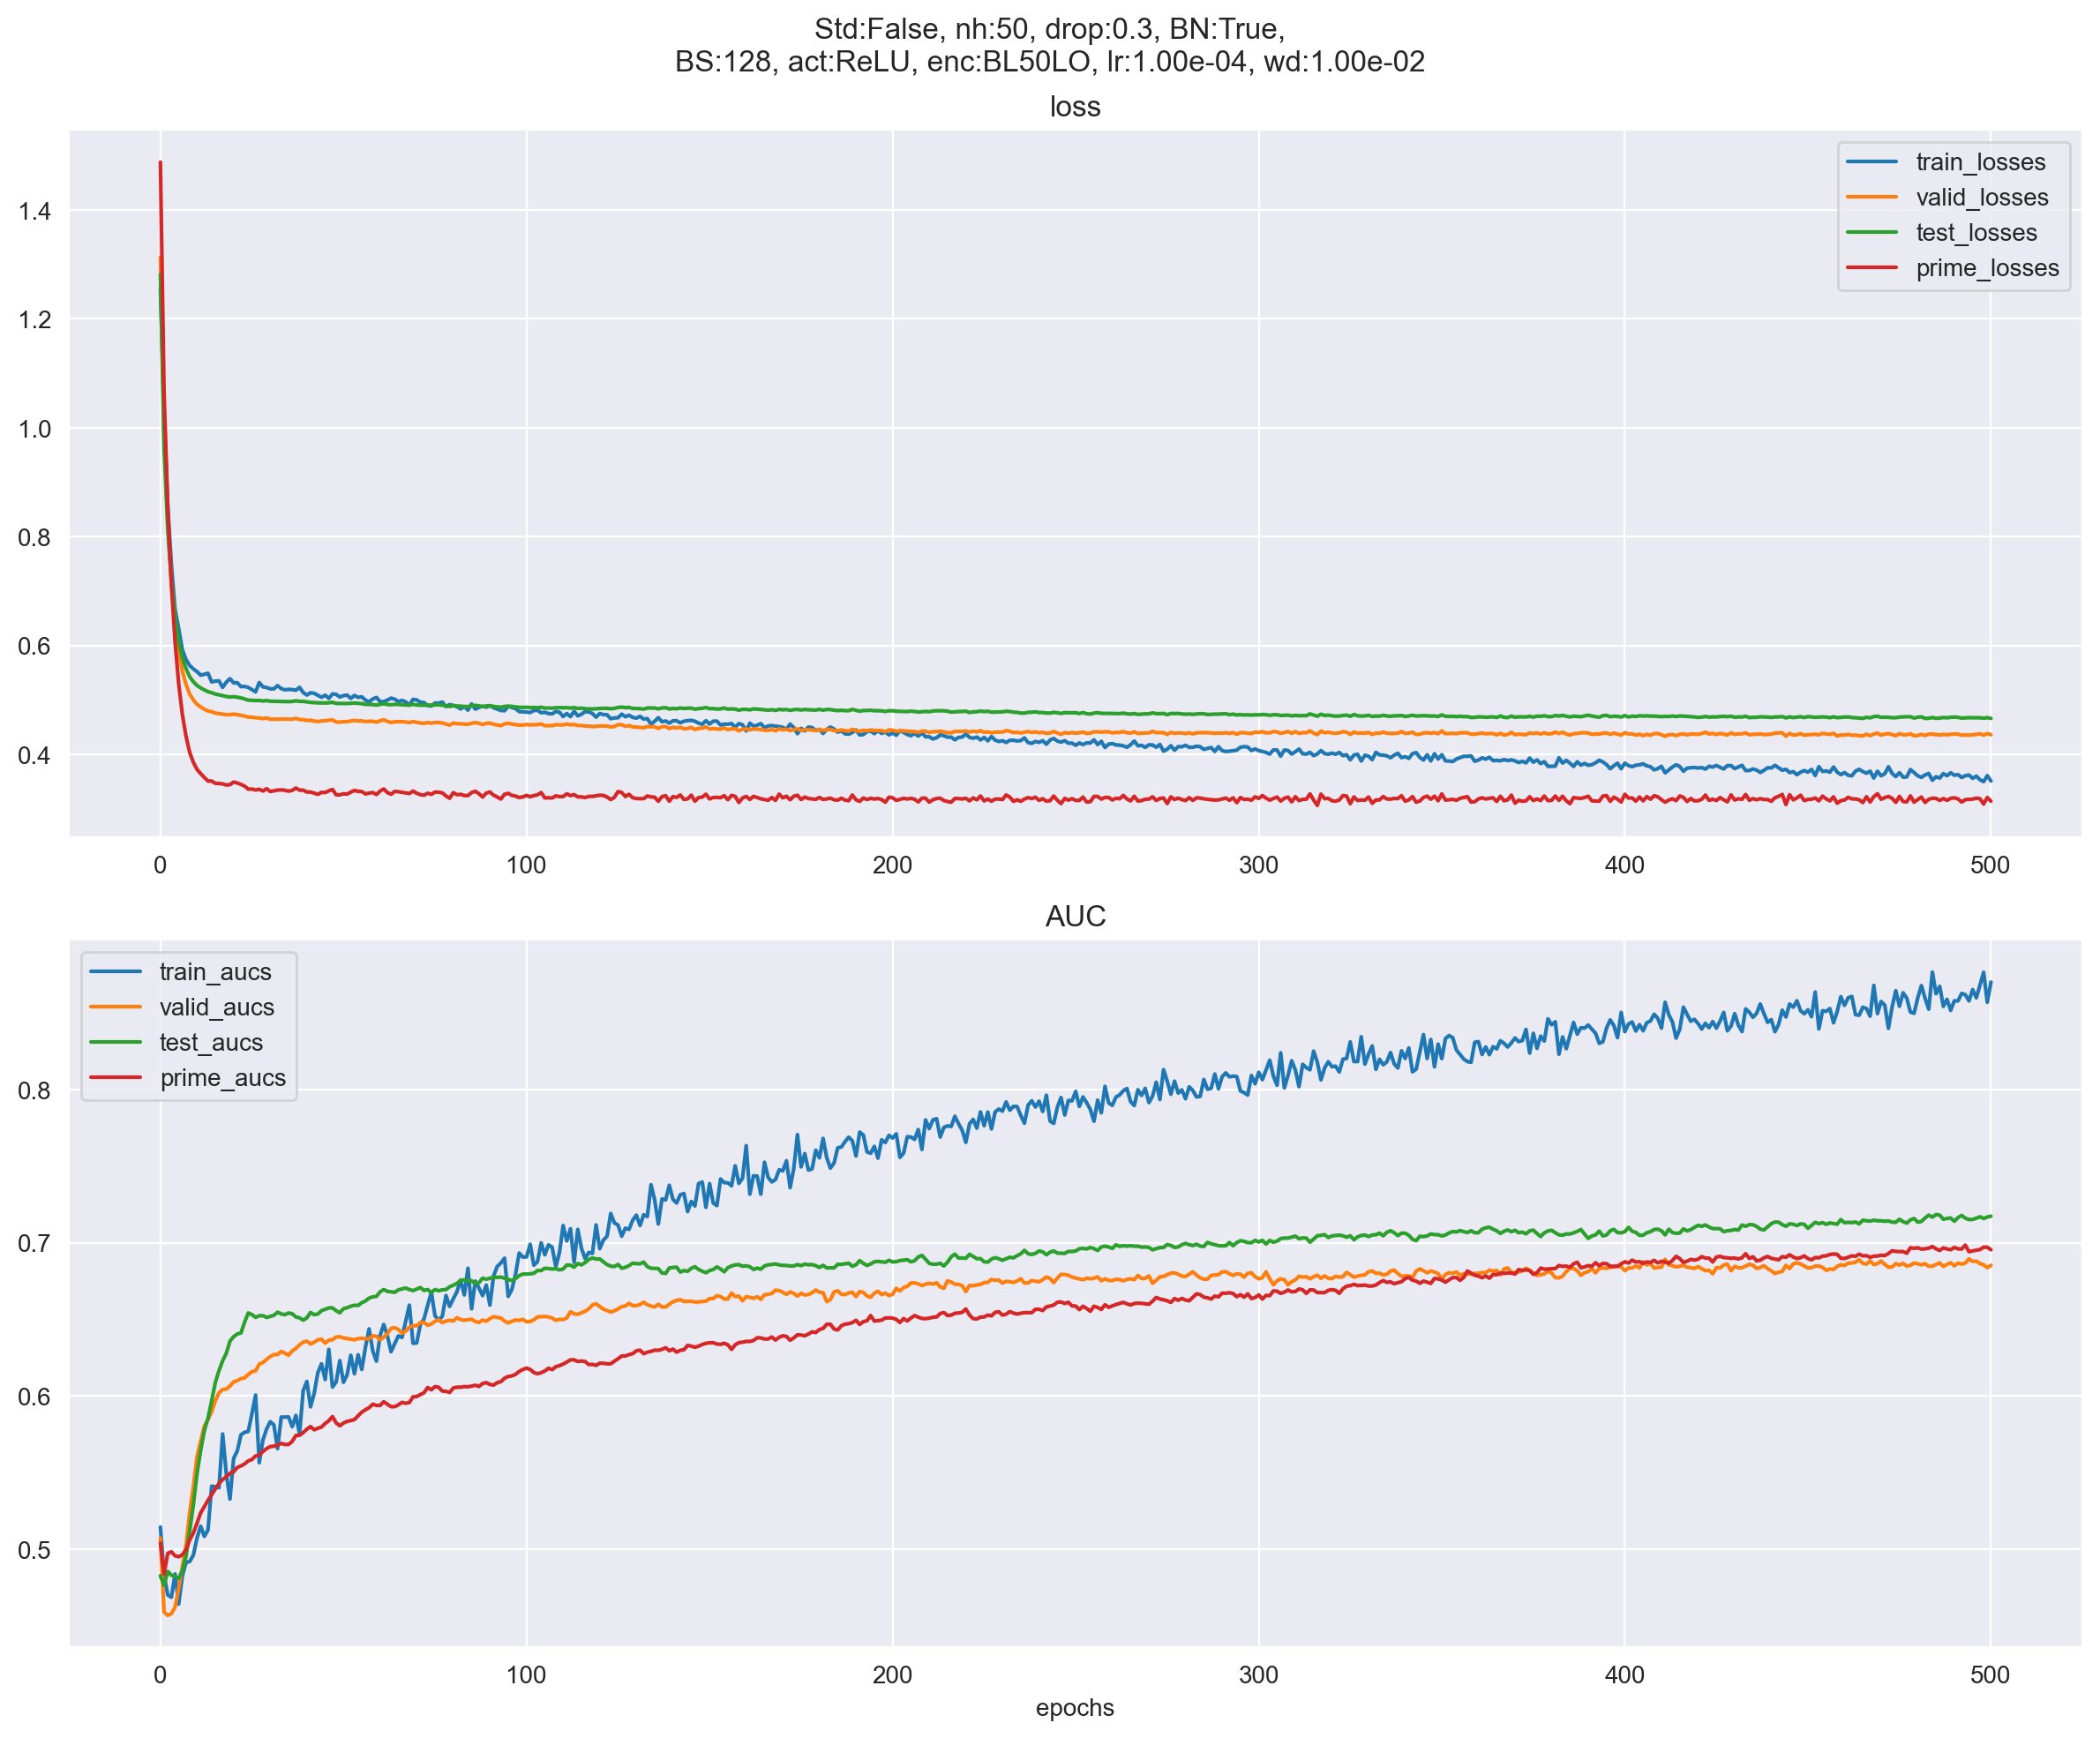 Std:False, nh:50, drop:0.3, BN:True,
BS:128, act:ReLU, enc:BL50LO, lr:1.00e-04, wd:1.00e-02
loss
train_losses
valid_losses
test_losses
prime_losses
1.4
1.2
1.0
0.8
0.6
0.4
0 100 200 300 400 500
AUC
train_aucs
valid_aucs
test_aucs
prime_aucs
0.8
0.7
0.6
0.5
0 100 200 300 400 500
epochs